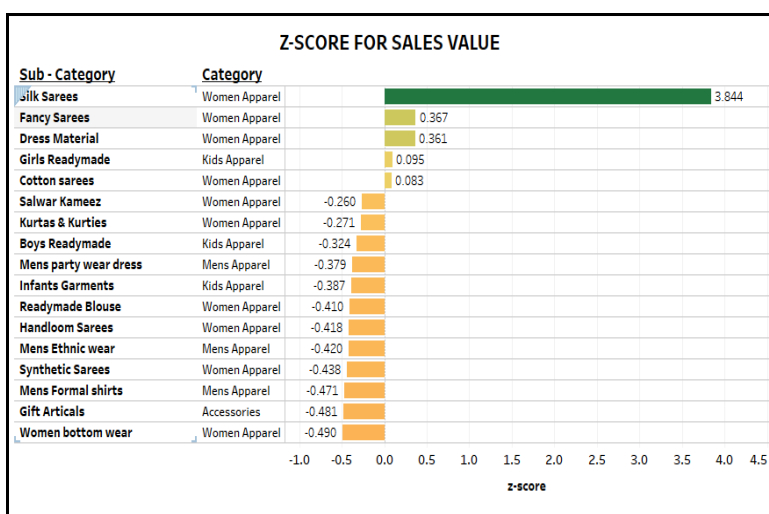 Z-SCORE FOR SALES VALUE
Sub - Category Category
Silk Sarees Women Apparel 3.844
Fancy Sarees Women Apparel 0.367
Dress Material Women Apparel 0.361
Girls Readymade Kids Apparel 0.095
Cotton sarees Women Apparel 0.083
Salwar Kameez Women Apparel -0.260
Kurtas & Kurties Women Apparel -0.271
Boys Readymade Kids Apparel -0.324
Mens party wear dress Mens Apparel -0.379
Infants Garments Kids Apparel -0.387
Readymade Blouse Women Apparel -0.410
Handloom Sarees Women Apparel -0.418
Mens Ethnic wear Mens Apparel -0.420
Synthetic Sarees Women Apparel -0.438
Mens Formal shirts Mens Apparel -0.471
Gift Articals Accessories -0.481
Women bottom wear Women Apparel -0.490
-1.0 -0.5 0.0 0.5 1.0 1.5 2.0 2.5 3.0 3.5 4.0 4.5
z-score